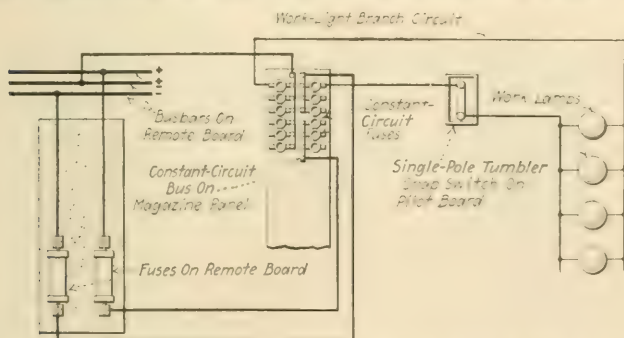 Work-Light Branch Circuit
+
±
-
Busbars On
Remote Board
Constant-
Circuit
Fuses
Work Lamps
Constant-Circuit
Bus On
Magazine Panel
Single-Pole Tumbler
Snap Switch On
Pilot Board
Fuses On Remote Board